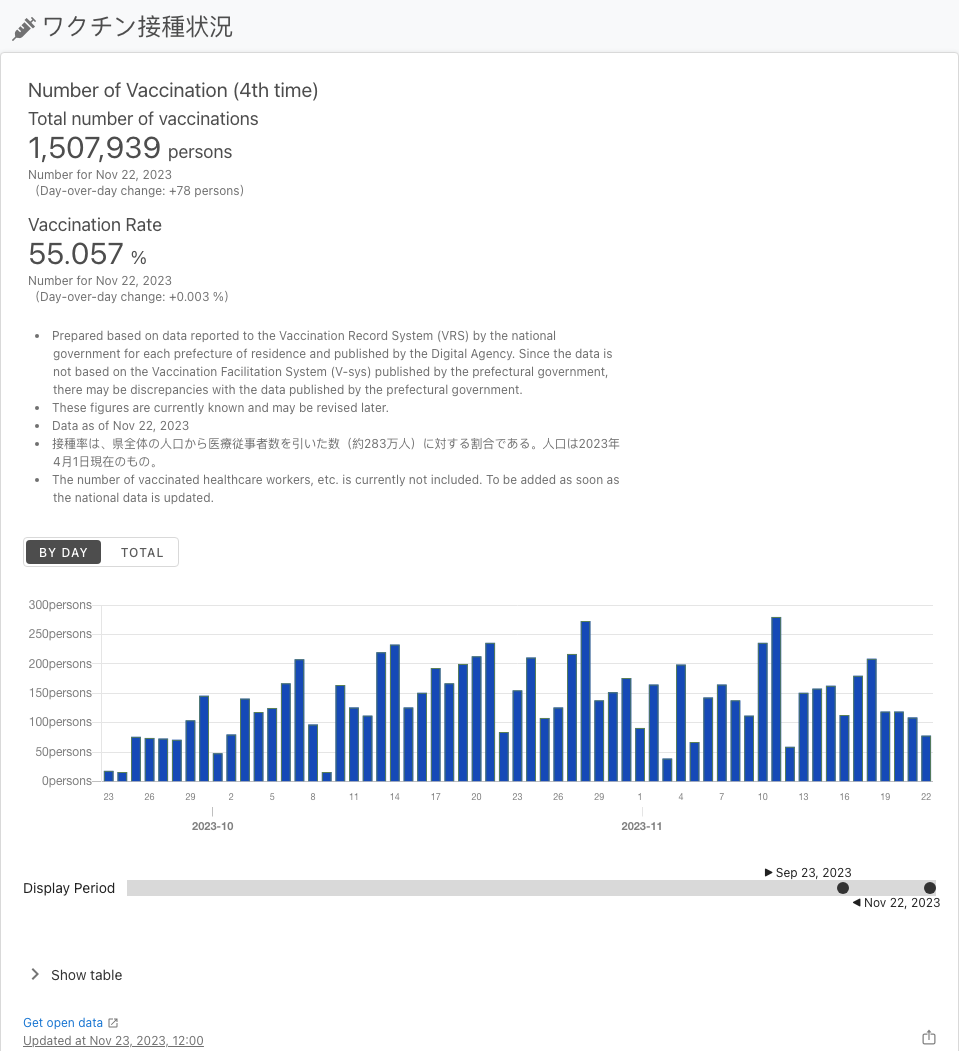 ワクチン接種状況
Number of Vaccination (4th time)
Total number of vaccinations
1,507,939 persons
Number for Nov 22, 2023
(Day-over-day change: +78 persons)
Vaccination Rate
55.057 %
Number for Nov 22, 2023
(Day-over-day change: +0.003 %)
• Prepared based on data reported to the Vaccination Record System (VRS) by the national
government for each prefecture of residence and published by the Digital Agency. Since the data is
not based on the Vaccination Facilitation System (V-sys) published by the prefectural government,
there may be discrepancies with the data published by the prefectural government.
• These figures are currently known and may be revised later.
• Data as of Nov 22, 2023
• 接種率は、県全体の人口から医療従事者数を引いた数（約283万人）に対する割合である。人口は2023年
4月1日現在のもの。
• The number of vaccinated healthcare workers, etc. is currently not included. To be added as soon as
the national data is updated.
BY DAY TOTAL
300persons
250persons
200persons
150persons
100persons
50persons
0persons
23 26 29 2 5 8 11 14 17 20 23 26 29 1 4 7 10 13 16 19 22
2023-10 2023-11
Sep 23, 2023
Display Period
Nov 22, 2023
Show table
Get open data
Updated at Nov 23, 2023, 12:00